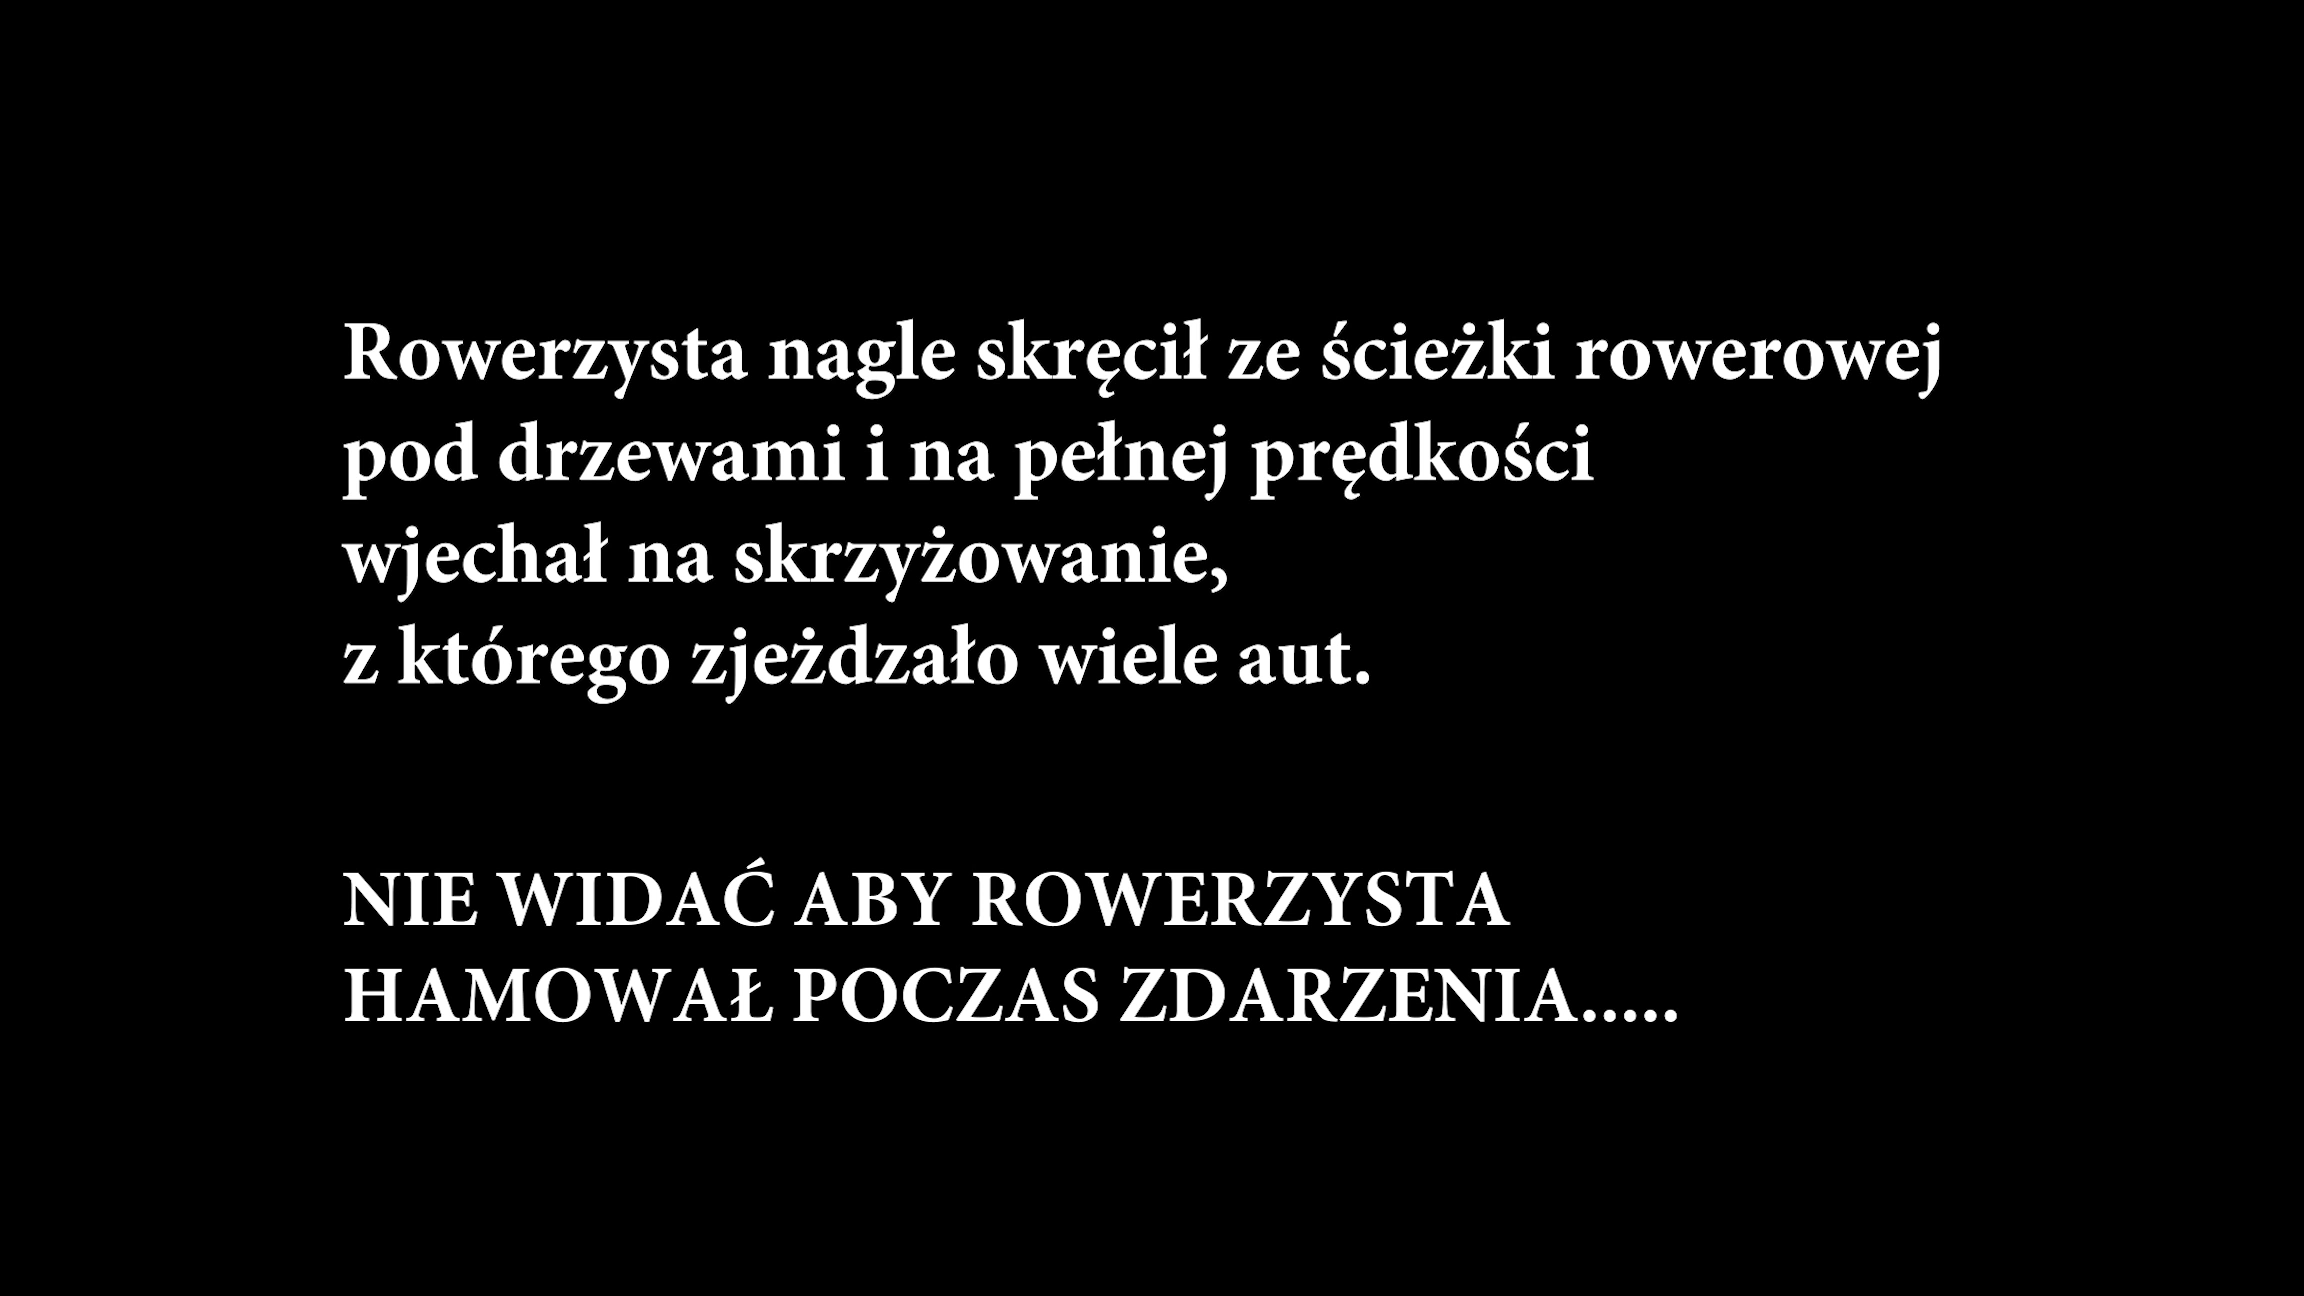 Rowerzysta nagle skręcił ze ścieżki rowerowej
pod drzewami i na pełnej prędkości
wjechał na skrzyżowanie,
z którego zjeżdzało wiele aut.
NIE WIDAĆ ABY ROWERZYSTA
HAMOWAŁ POCZAS ZDARZENIA.....